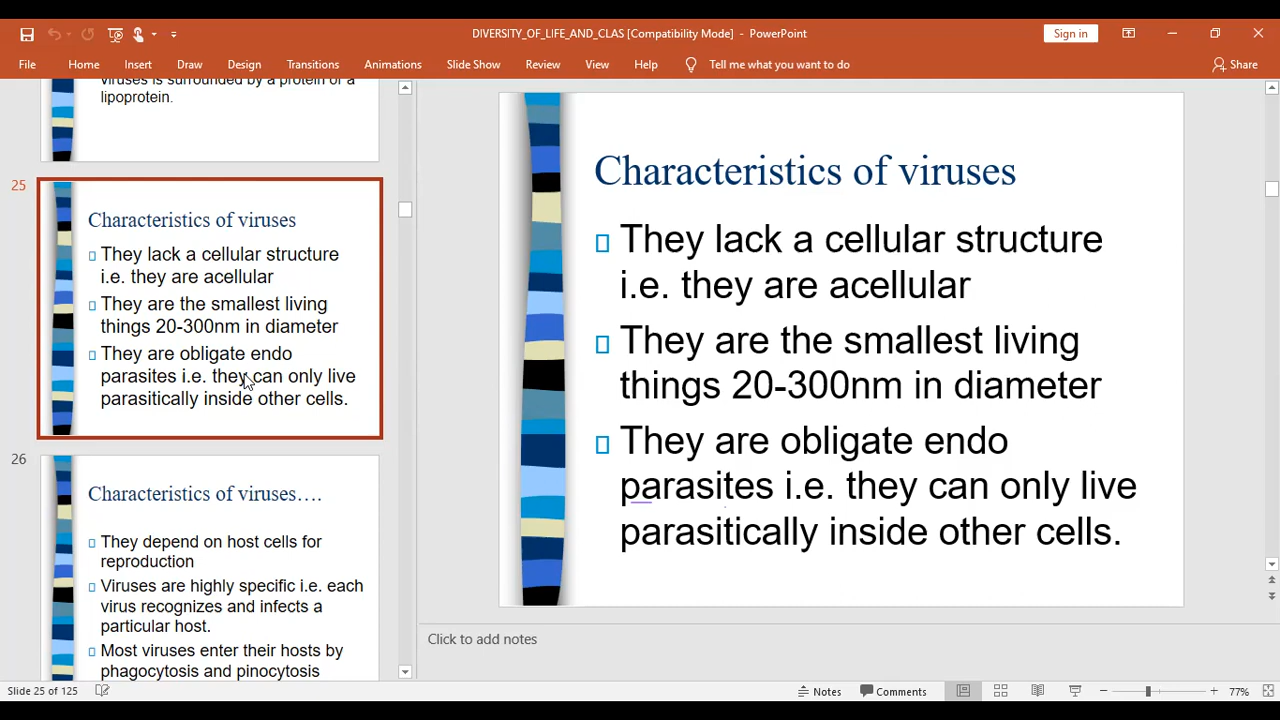 DIVERSITY_OF_LIFE_AND_CLAS [Compatibility Mode] - PowerPoint
Sign in
File Home Insert Draw Design Transitions Animations Slide Show Review View Help Tell me what you want to do Share
viruses is surrounded by a protein or a
lipoprotein.
25
Characteristics of viruses
They lack a cellular structure
i.e. they are acellular
They are the smallest living
things 20-300nm in diameter
They are obligate endo
parasites i.e. they can only live
parasitically inside other cells.
26
Characteristics of viruses….
They depend on host cells for
reproduction
Viruses are highly specific i.e. each
virus recognizes and infects a
particular host.
Most viruses enter their hosts by
phagocytosis and pinocytosis
Characteristics of viruses
They lack a cellular structure
i.e. they are acellular
They are the smallest living
things 20-300nm in diameter
They are obligate endo
parasites i.e. they can only live
parasitically inside other cells.
Click to add notes
Slide 25 of 125 Notes Comments 77%